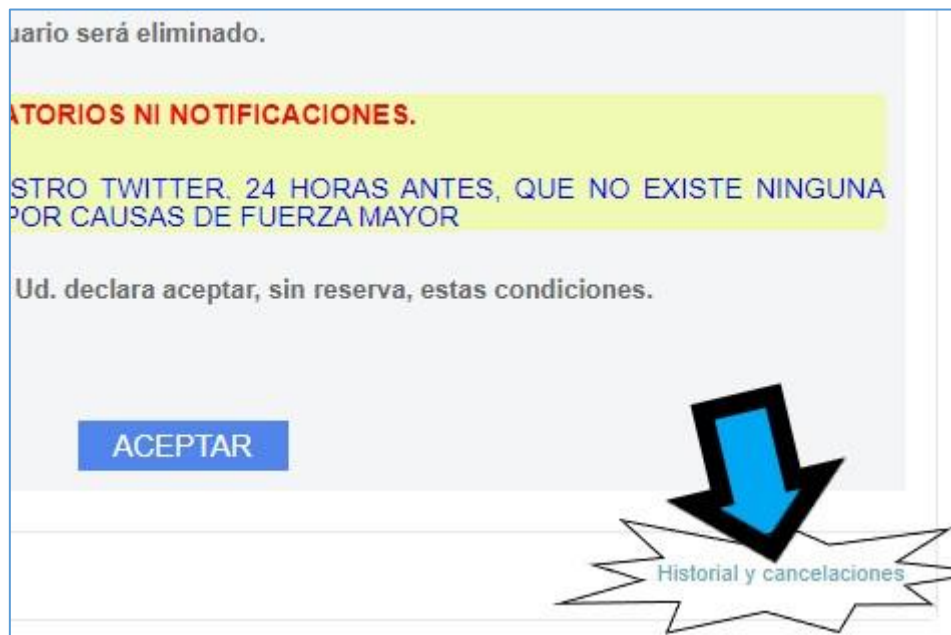 uario será eliminado.
ATORIOS NI NOTIFICACIONES.
STRO TWITTER. 24 HORAS ANTES, QUE NO EXISTE NINGUNA
POR CAUSAS DE FUERZA MAYOR
Ud. declara aceptar, sin reserva, estas condiciones.
ACEPTAR
Historial y cancelaciones